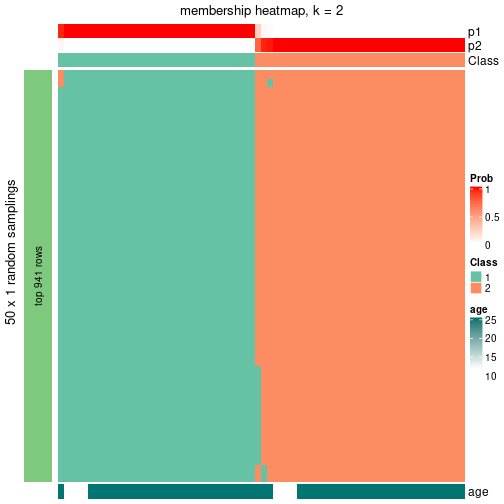 membership heatmap, k = 2
p1
p2
Class
50 x 1 random samplings
top 941 rows
Prob
1
0.5
0
Class
1
2
age
25
20
15
10
age